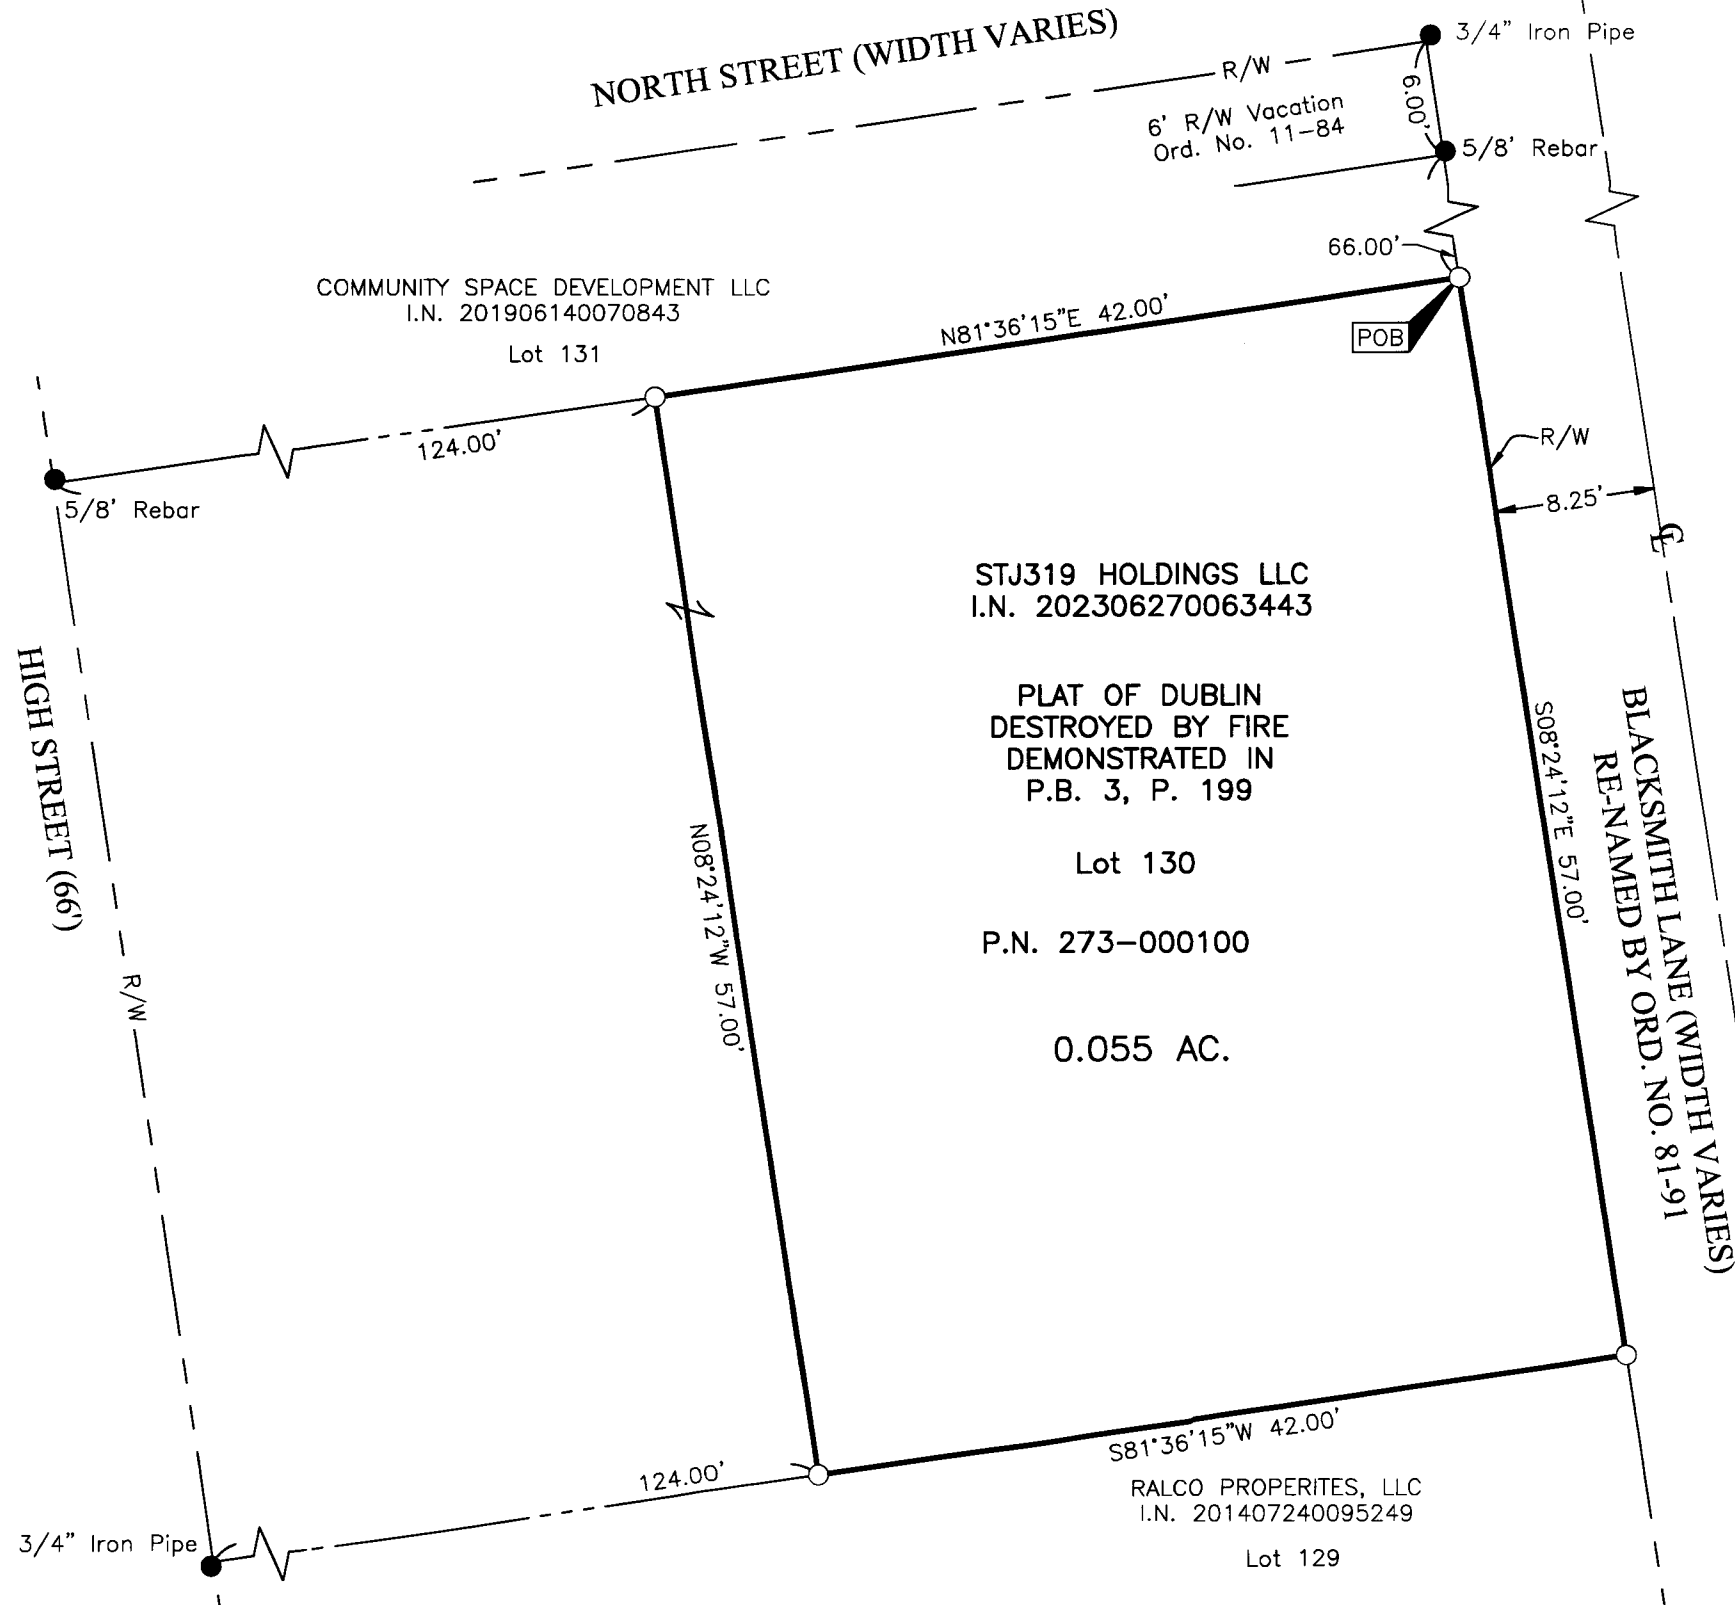 NORTH STREET (WIDTH VARIES)
R/W
3/4" Iron Pipe
6.00'
6' R/W Vacation
Ord. No. 11-84
5/8' Rebar
66.00'
COMMUNITY SPACE DEVELOPMENT LLC
I.N. 201906140070843
Lot 131
N81°36'15"E 42.00'
POB
124.00'
5/8' Rebar
R/W
8.25'
CL
STJ319 HOLDINGS LLC
I.N. 202306270063443
PLAT OF DUBLIN
DESTROYED BY FIRE
DEMONSTRATED IN
P.B. 3, P. 199
Lot 130
P.N. 273-000100
0.055 AC.
HIGH STREET (66')
R/W
N08°24'12"W 57.00'
S08°24'12"E 57.00'
BLACKSMITH LANE (WIDTH VARIES)
RE-NAMED BY ORD. NO. 81-91
S81°36'15"W 42.00'
124.00'
3/4" Iron Pipe
RALCO PROPERITES, LLC
I.N. 201407240095249
Lot 129